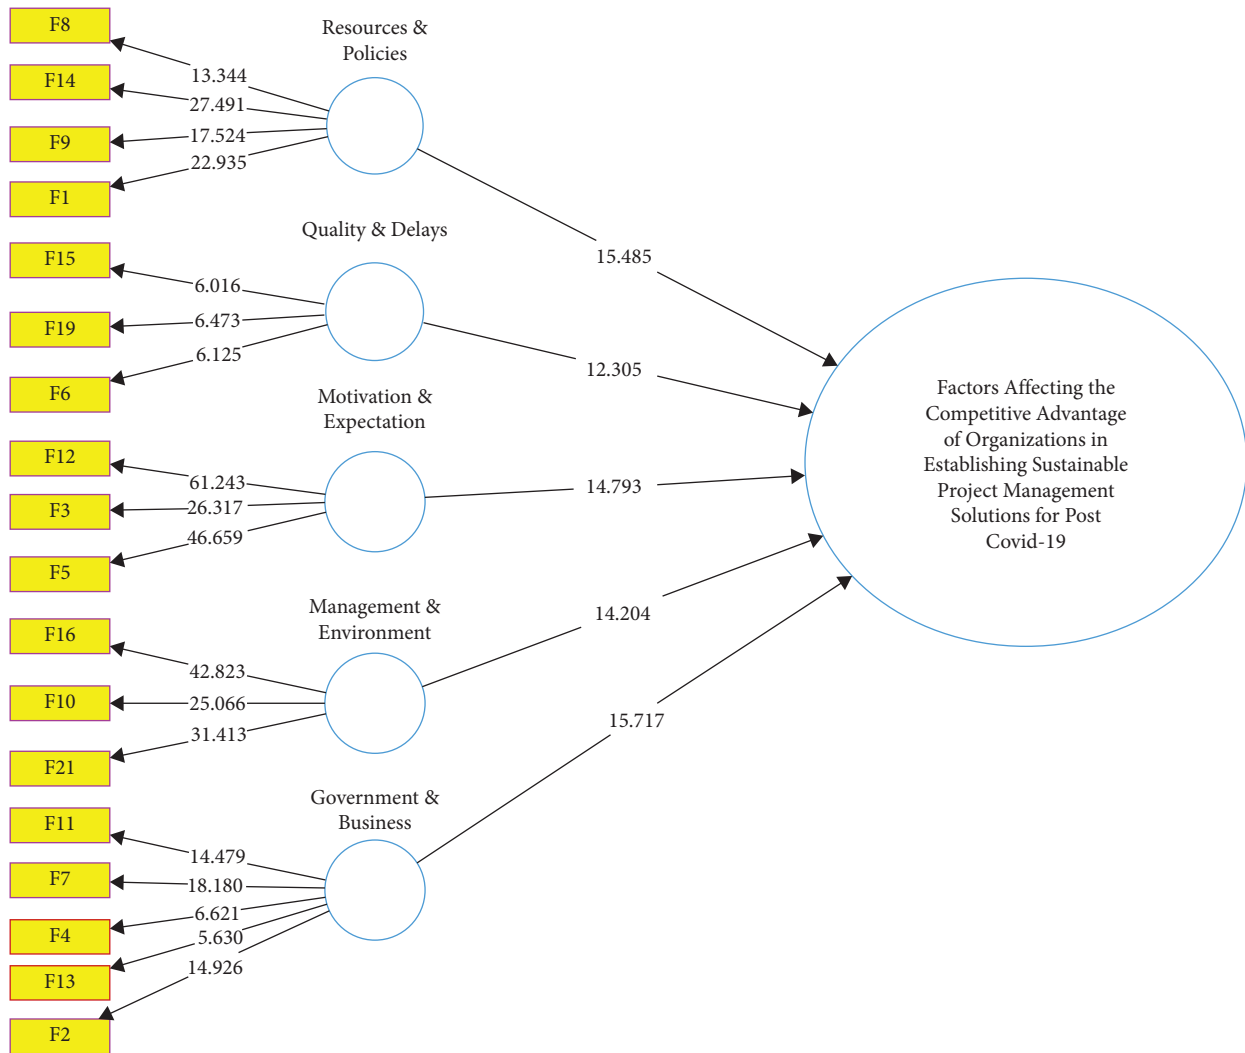 F8
F14
F9
F1
13.344
27.491
17.524
22.935
Resources &
Policies
15.485
F15
F19
F6
6.016
6.473
6.125
Quality & Delays
12.305
F12
F3
F5
61.243
26.317
46.659
Motivation &
Expectation
14.793
F16
F10
F21
42.823
25.066
31.413
Management &
Environment
14.204
F11
F7
F4
F13
F2
14.479
18.180
6.621
5.630
14.926
Government &
Business
15.717
Factors Affecting the
Competitive Advantage
of Organizations in
Establishing Sustainable
Project Management
Solutions for Post
Covid-19